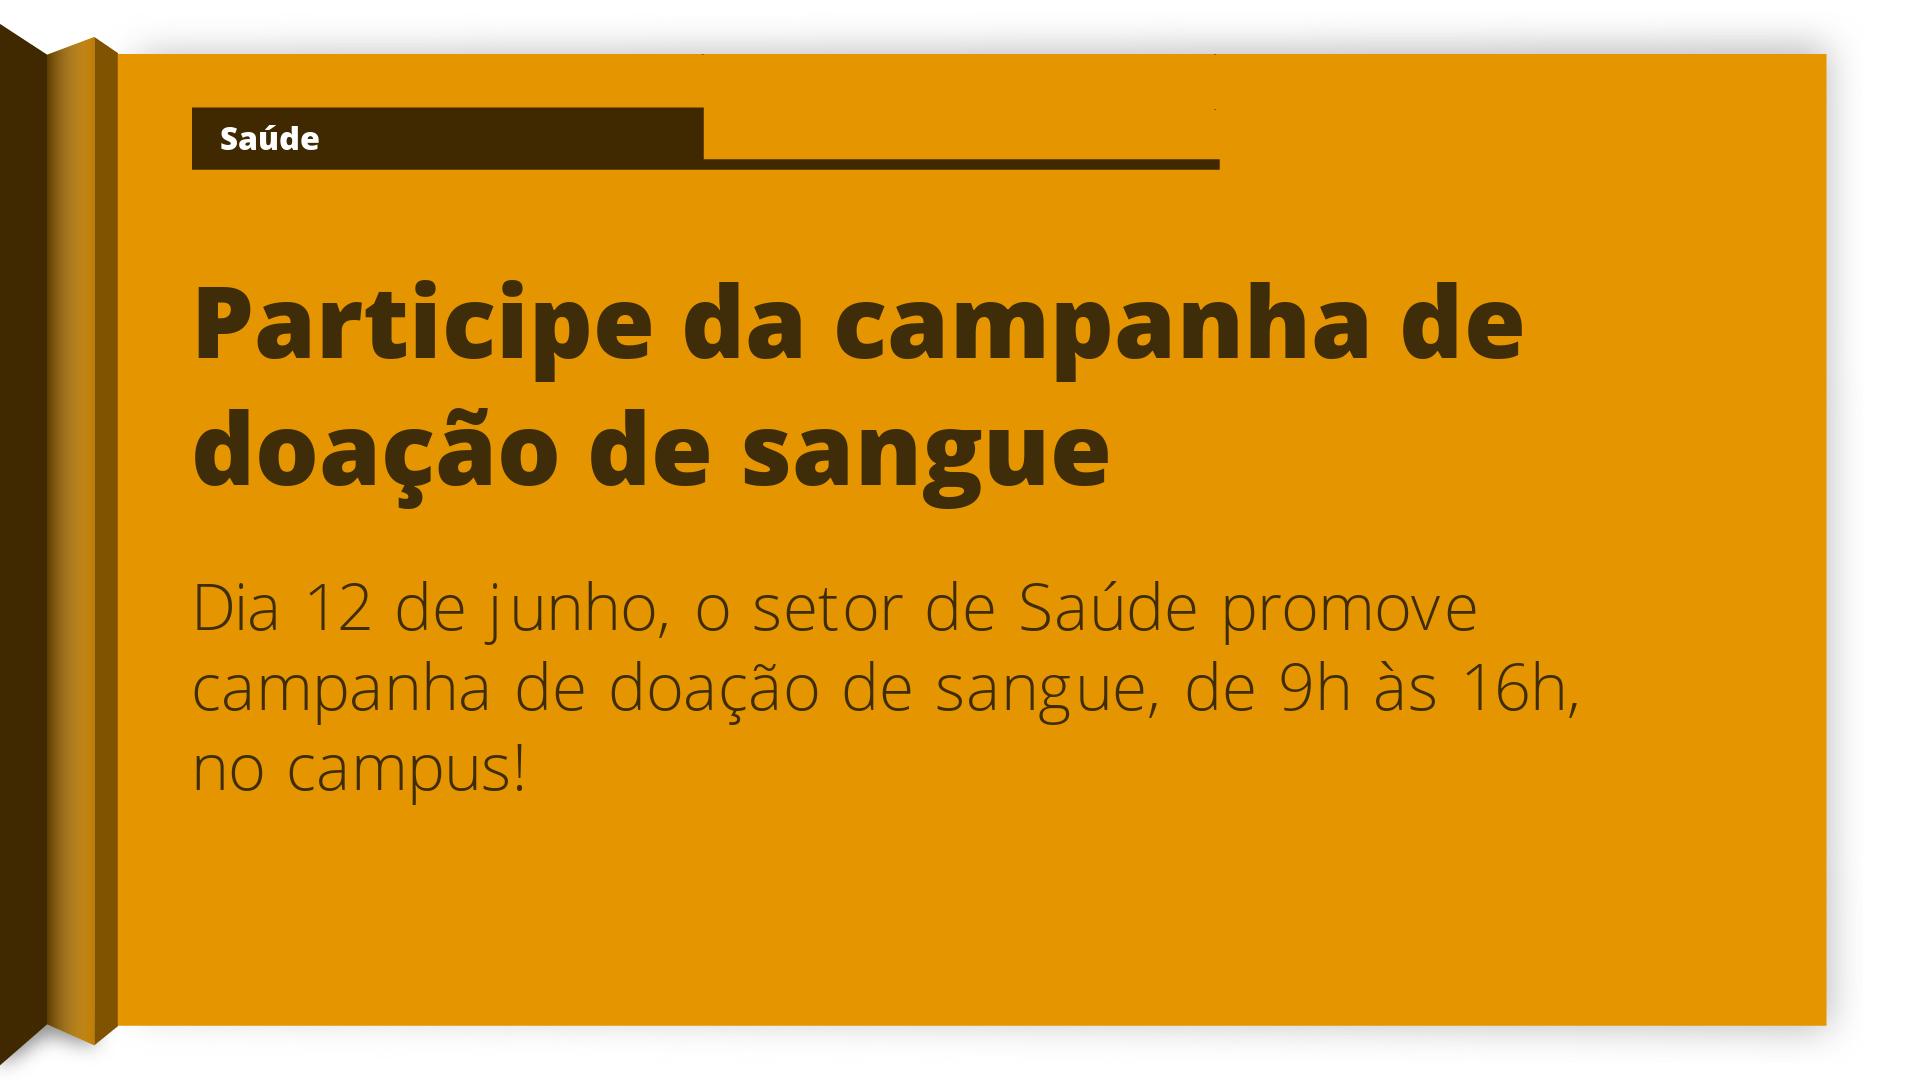 Saúde
Participe da campanha de
doação de sangue
Dia 12 de junho, o setor de Saúde promove
campanha de doação de sangue, de 9h às 16h,
no campus!